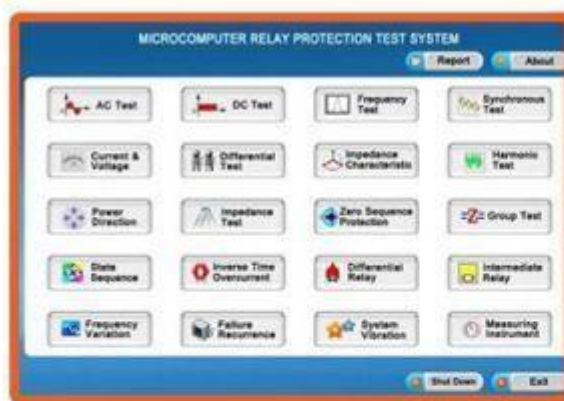 MICROCOMPUTER RELAY PROTECTION TEST SYSTEM
Report
About
AC Test
DC Test
Frequency
Test
Synchronous
Test
Current &
Voltage
Differential
Test
Impedance
Characteristic
Harmonic
Test
Power
Direction
Impedance
Test
Zero Sequence
Protection
=Z= Group Test
State
Sequence
Inverse Time
Overcurrent
Differential
Relay
Intermediate
Relay
Frequency
Variation
Failure
Recurrence
System
Vibration
Measuring
Instrument
Shut Down
Exit